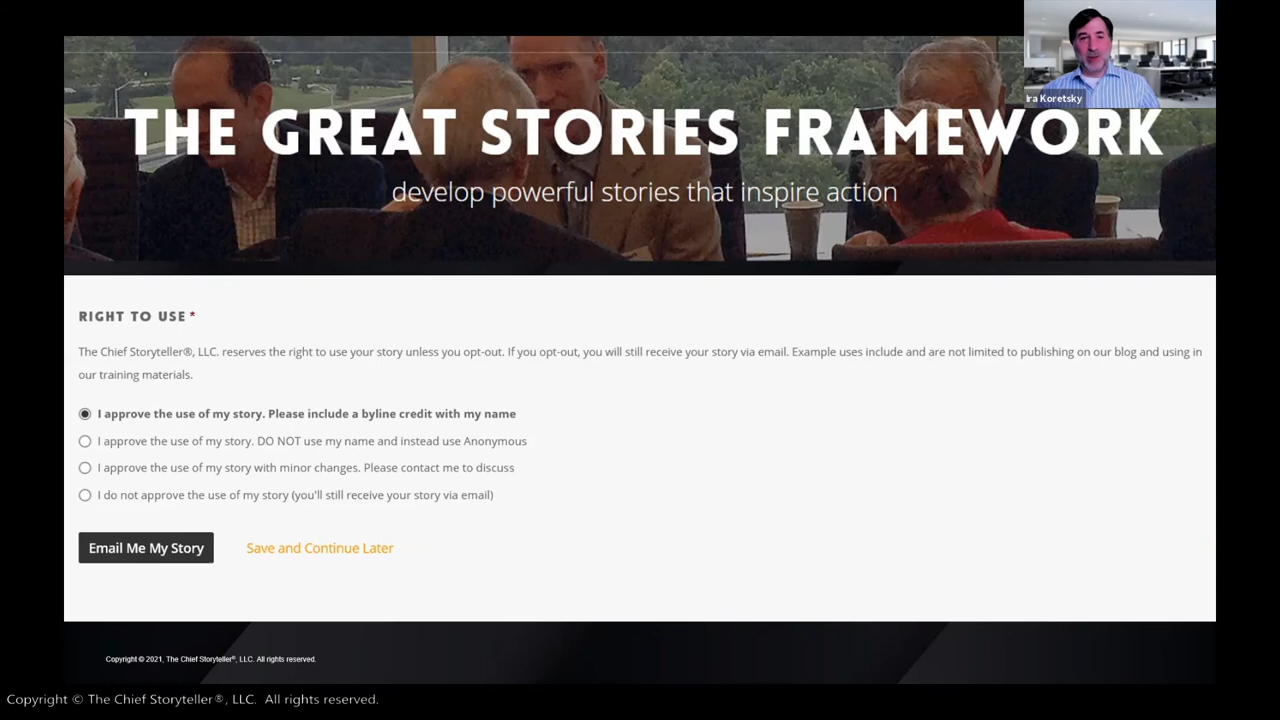 Ira Koretsky
THE GREAT STORIES FRAMEWORK
develop powerful stories that inspire action
RIGHT TO USE *
The Chief Storyteller®, LLC. reserves the right to use your story unless you opt-out. If you opt-out, you will still receive your story via email. Example uses include and are not limited to publishing on our blog and using in
our training materials.
I approve the use of my story. Please include a byline credit with my name
I approve the use of my story. DO NOT use my name and instead use Anonymous
I approve the use of my story with minor changes. Please contact me to discuss
I do not approve the use of my story (you'll still receive your story via email)
Email Me My Story
Save and Continue Later
Copyright © 2021, The Chief Storyteller®, LLC. All rights reserved.
Copyright © The Chief Storyteller®, LLC. All rights reserved.